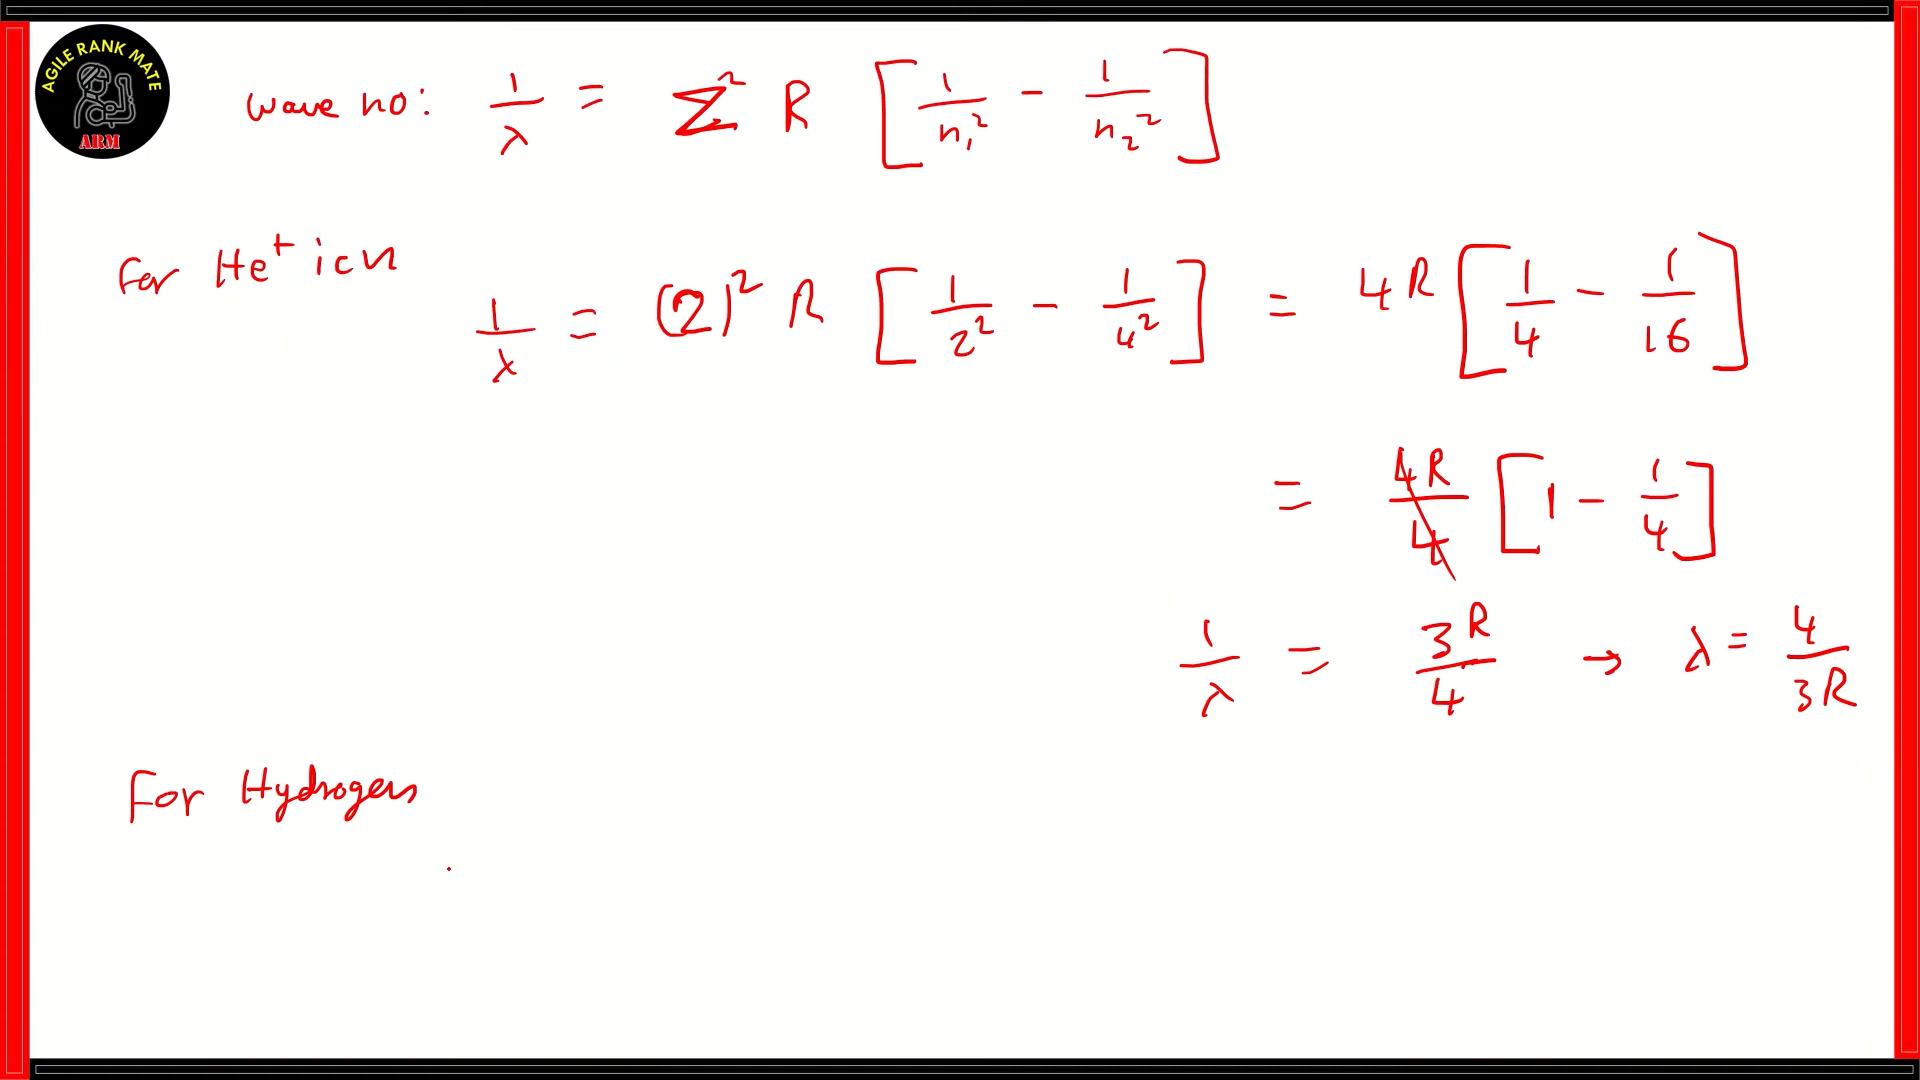 AGILE RANK MATE
ARM
wave no: 1/λ = Z² R [1/n₁² - 1/n₂²]
For He⁺ ion
1/λ = (2)² R [1/2² - 1/4²] = 4R [1/4 - 1/16]
= 4R/4 [1 - 1/4]
1/λ = 3R/4 → λ = 4/3R
For Hydrogen